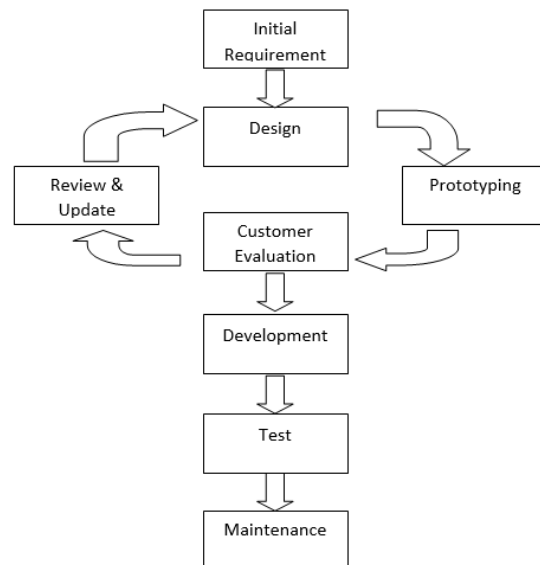 Initial
Requirement
Design
Review &
Update
Prototyping
Customer
Evaluation
Development
Test
Maintenance